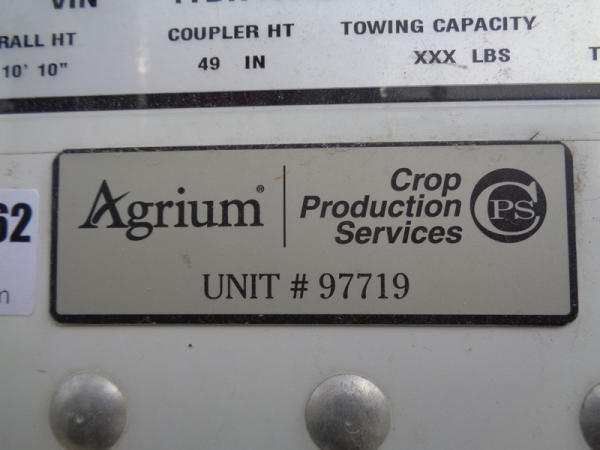 VIN
RALL HT COUPLER HT TOWING CAPACITY
10' 10" 49 IN XXX LBS
Agrium® Crop Production Services CPS
UNIT # 97719
62